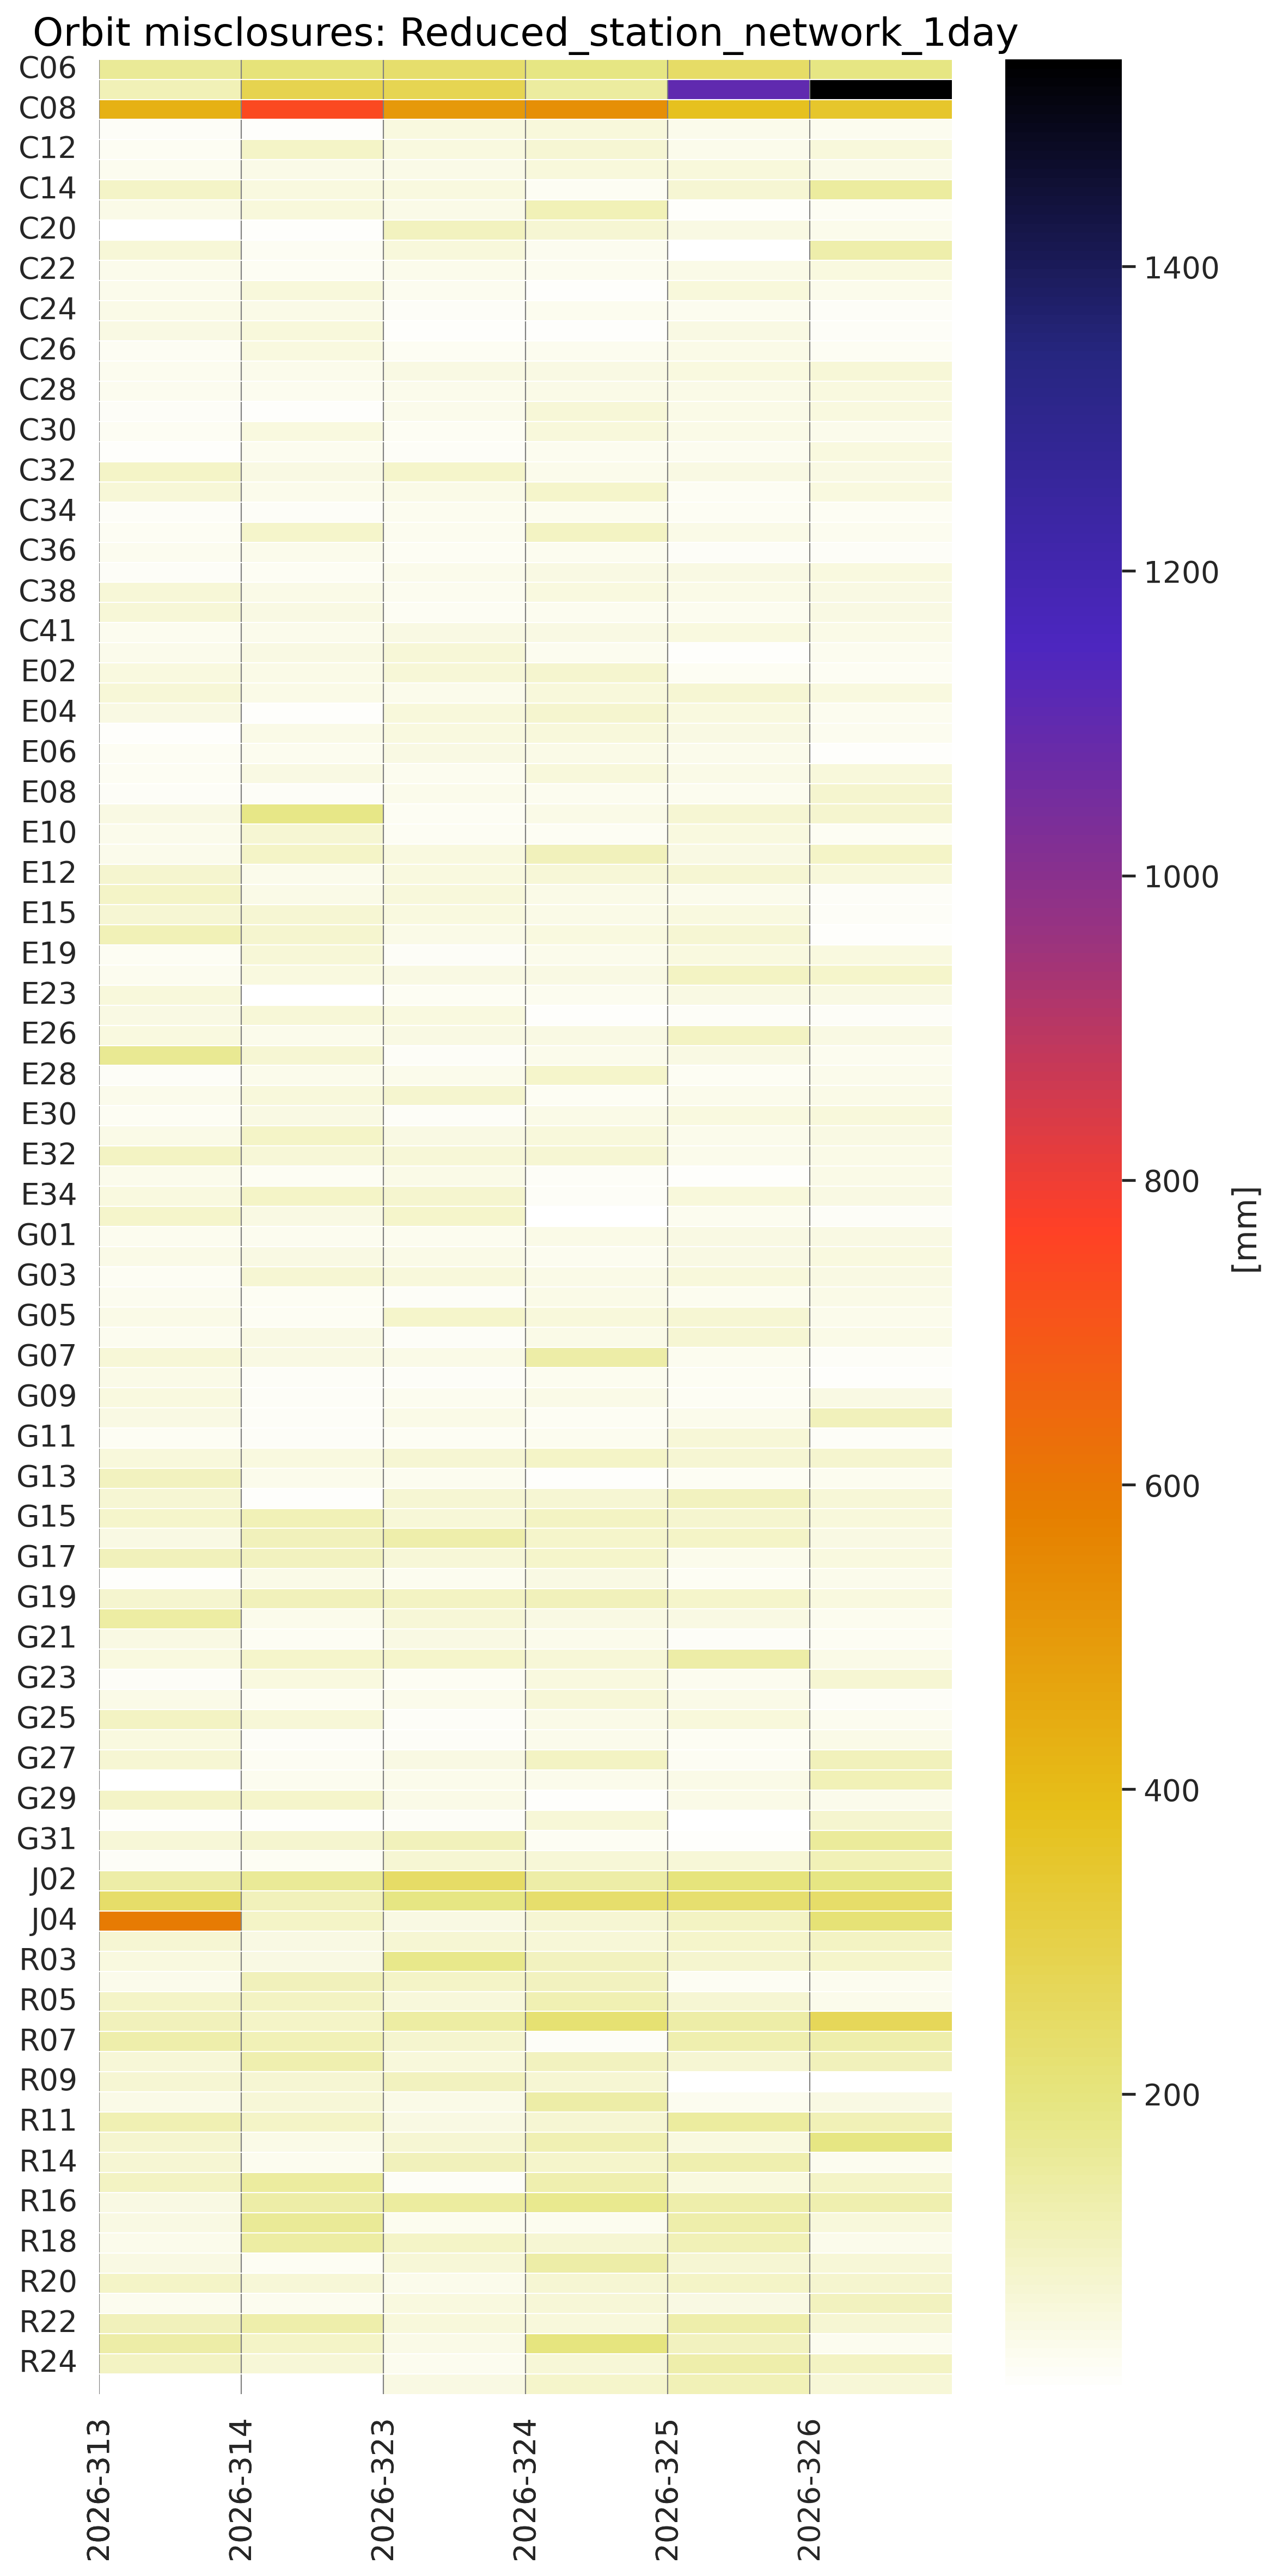 Orbit misclosures: Reduced_station_network_1day
C06
C08
C12
C14
C20
C22
C24
C26
C28
C30
C32
C34
C36
C38
C41
E02
E04
E06
E08
E10
E12
E15
E19
E23
E26
E28
E30
E32
E34
G01
G03
G05
G07
G09
G11
G13
G15
G17
G19
G21
G23
G25
G27
G29
G31
J02
J04
R03
R05
R07
R09
R11
R14
R16
R18
R20
R22
R24
2026-313
2026-314
2026-323
2026-324
2026-325
2026-326
1400
1200
1000
800
600
400
200
[mm]